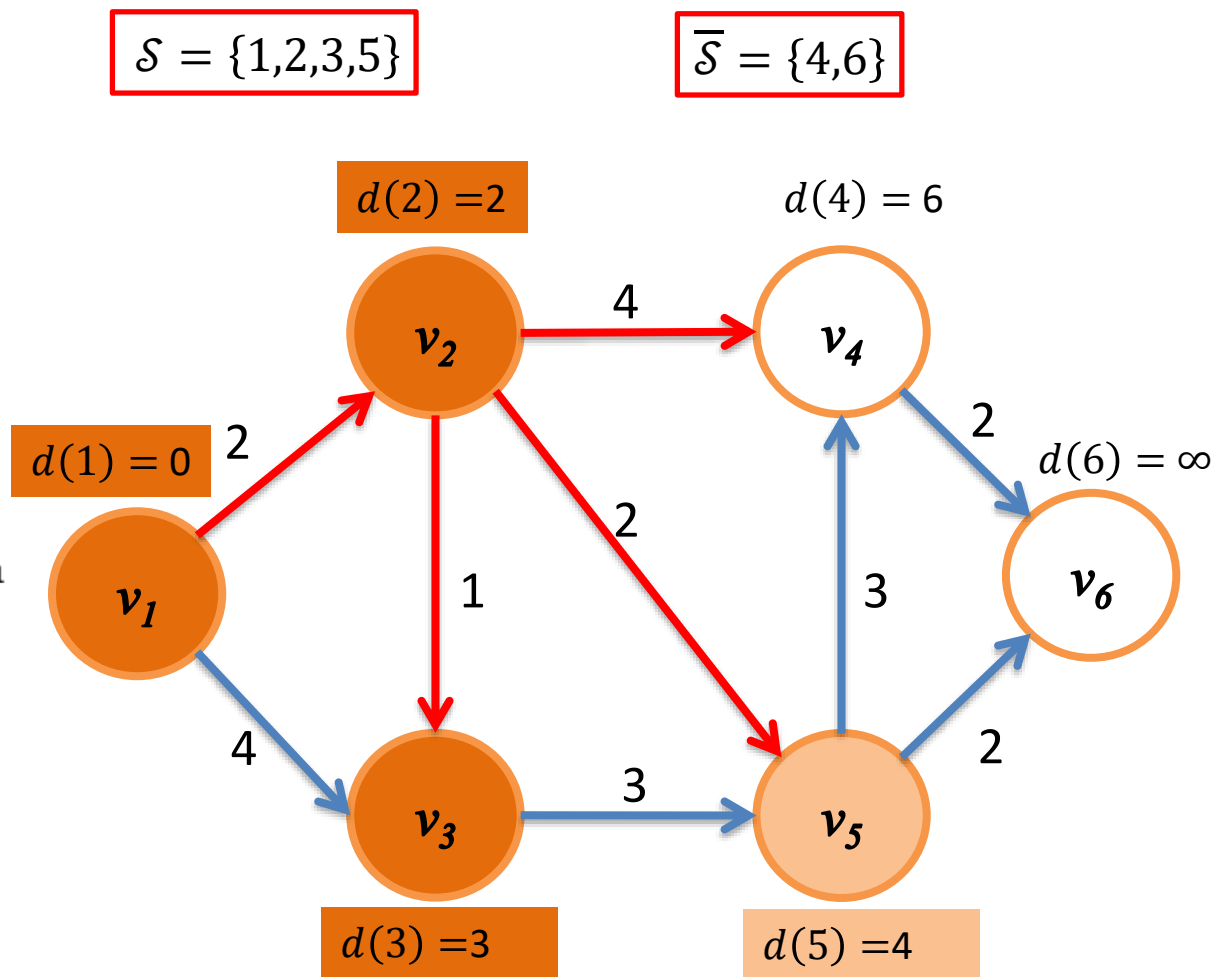 𝒮 = {1,2,3,5}
𝒮̅ = {4,6}
d(2) =2
d(4) = 6
4
v₂
v₄
2
2
d(1) = 0
d(6) = ∞
2
1
3
v₁
v₆
4
3
2
v₃
v₅
d(3) =3
d(5) =4